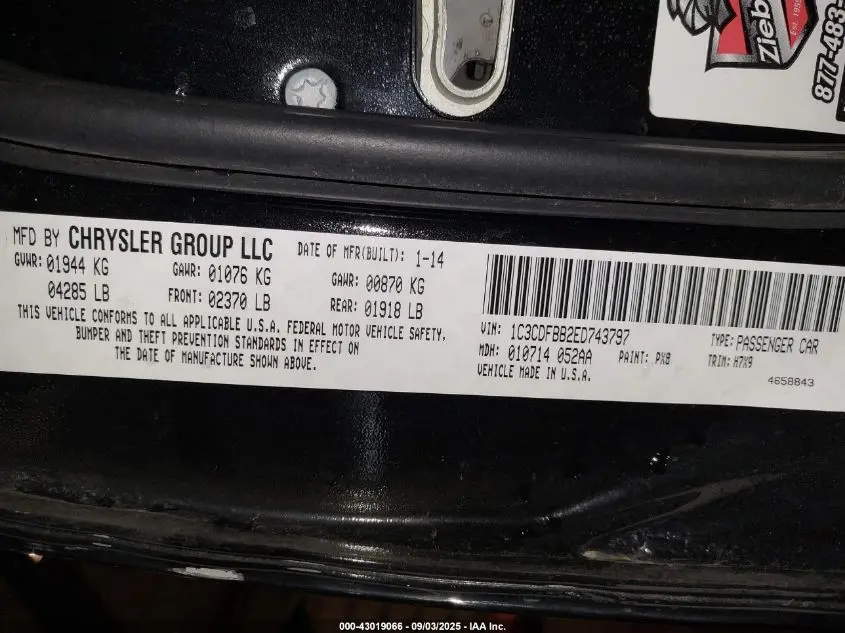 Zieb
Est. 1959
877-483-
MFD BY CHRYSLER GROUP LLC
DATE OF MFR(BUILT): 1-14
GVWR: 01944 KG
GAWR: 01076 KG
GAWR: 00870 KG
04285 LB
FRONT: 02370 LB
REAR: 01918 LB
THIS VEHICLE CONFORMS TO ALL APPLICABLE U.S.A. FEDERAL MOTOR VEHICLE SAFETY,
BUMPER AND THEFT PREVENTION STANDARDS IN EFFECT ON
THE DATE OF MANUFACTURE SHOWN ABOVE.
VIN: 1C3CDFBB2ED743797
TYPE: PASSENGER CAR
MDH: 010714 052AA
PAINT: PX8
TRIM: H7X9
VEHICLE MADE IN U.S.A.
4658843
000-43019066 - 09/03/2025 - IAA Inc.